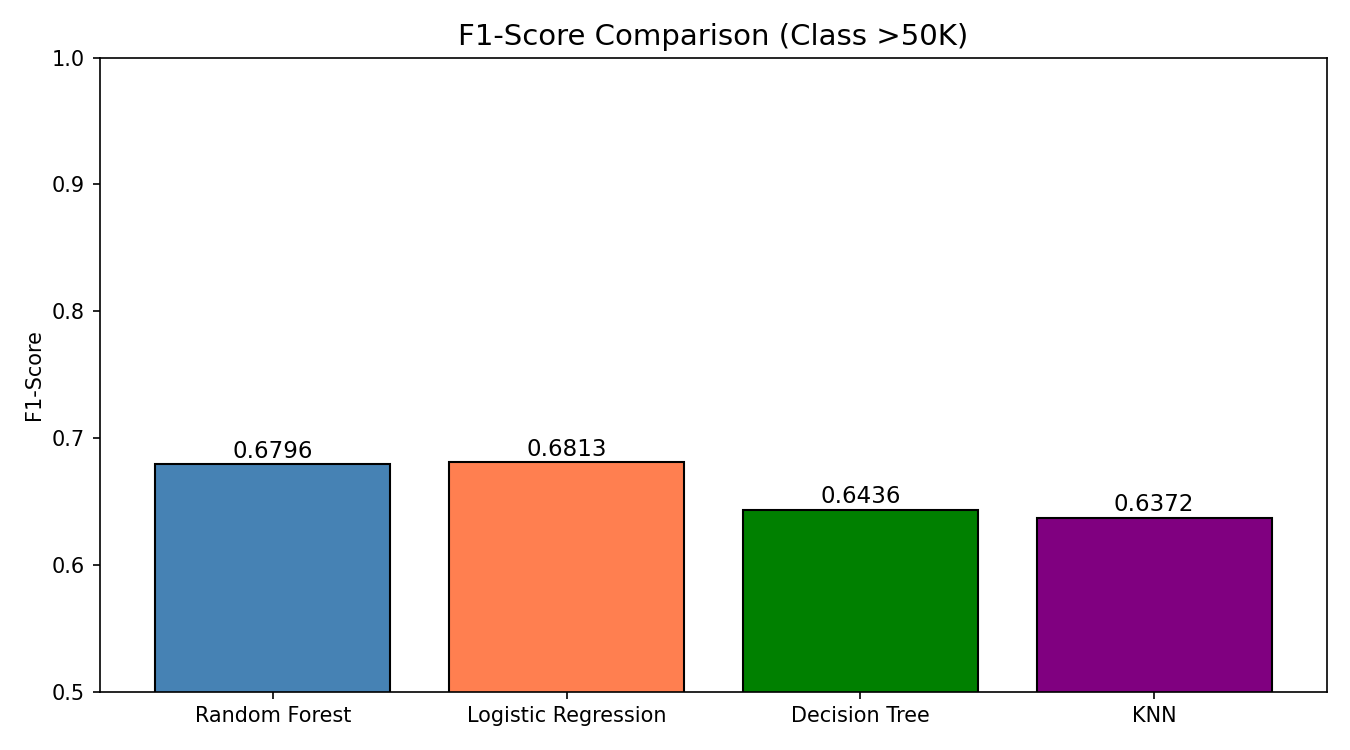 F1-Score Comparison (Class >50K)
1.0
0.9
0.8
0.7
0.6
0.5
F1-Score
0.6796
0.6813
0.6436
0.6372
Random Forest
Logistic Regression
Decision Tree
KNN